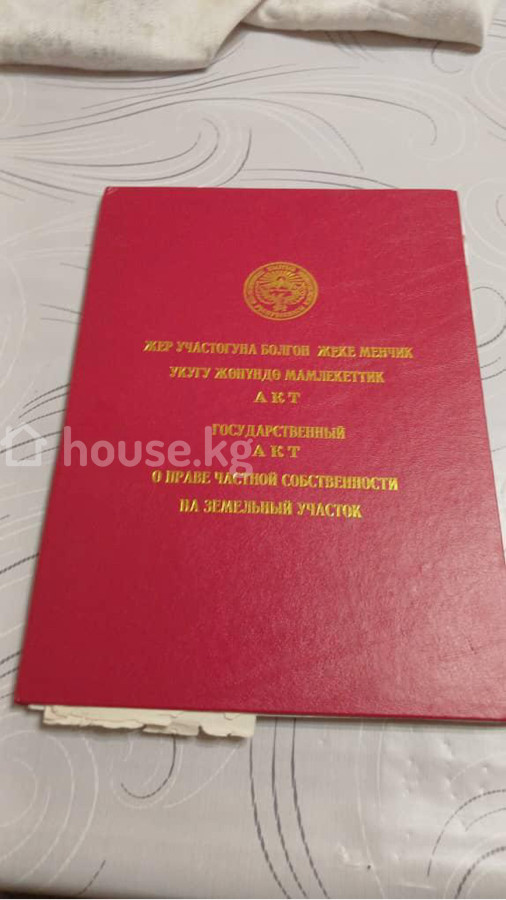 ЖЕР УЧАСТОГУНА БОЛГОН ЖЕКЕ МЕНЧИК
УКУГУ ЖӨНҮНДӨ МАМЛЕКЕТТИК
АКТ
ГОСУДАРСТВЕННЫЙ
АКТ
house.kg
О ПРАВЕ ЧАСТНОЙ СОБСТВЕННОСТИ
НА ЗЕМЕЛЬНЫЙ УЧАСТОК